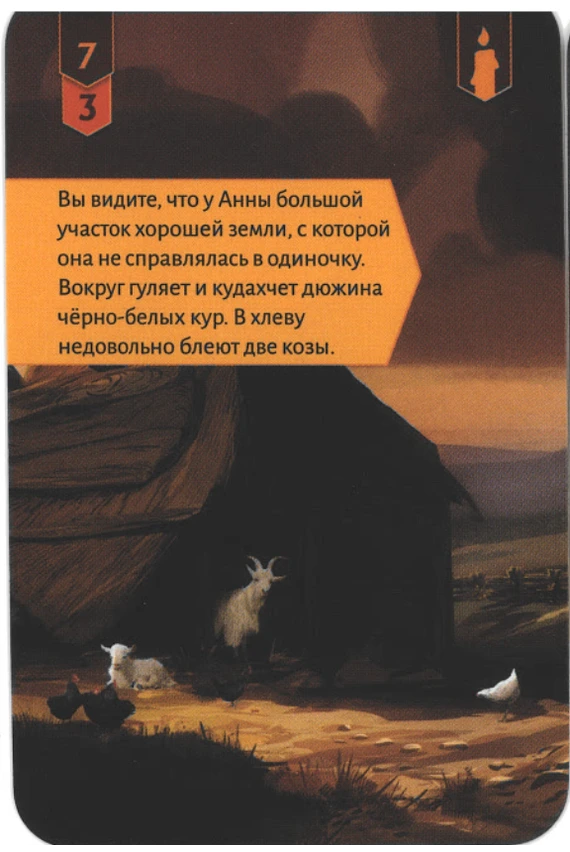 7
3
Вы видите, что у Анны большой
участок хорошей земли, с которой
она не справлялась в одиночку.
Вокруг гуляет и кудахчет дюжина
чёрно-белых кур. В хлеву
недовольно блеют две козы.